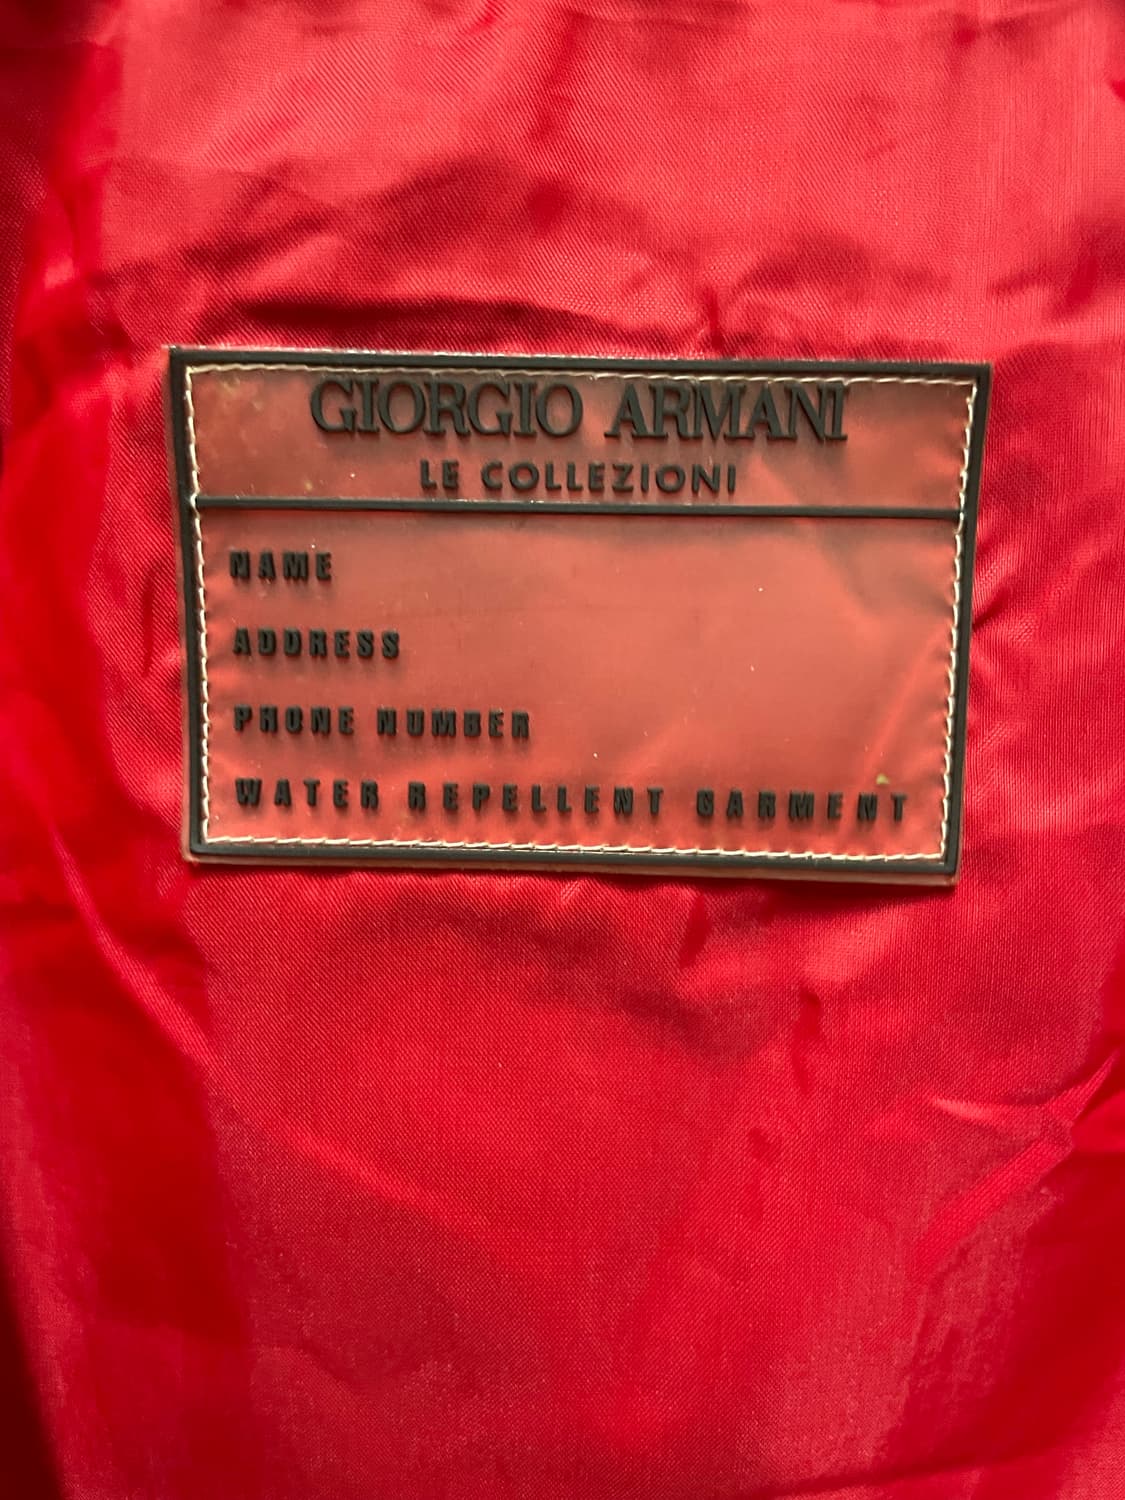 GIORGIO ARMANI
LE COLLEZIONI
NAME
ADDRESS
PHONE NUMBER
WATER REPELLENT GARMENT